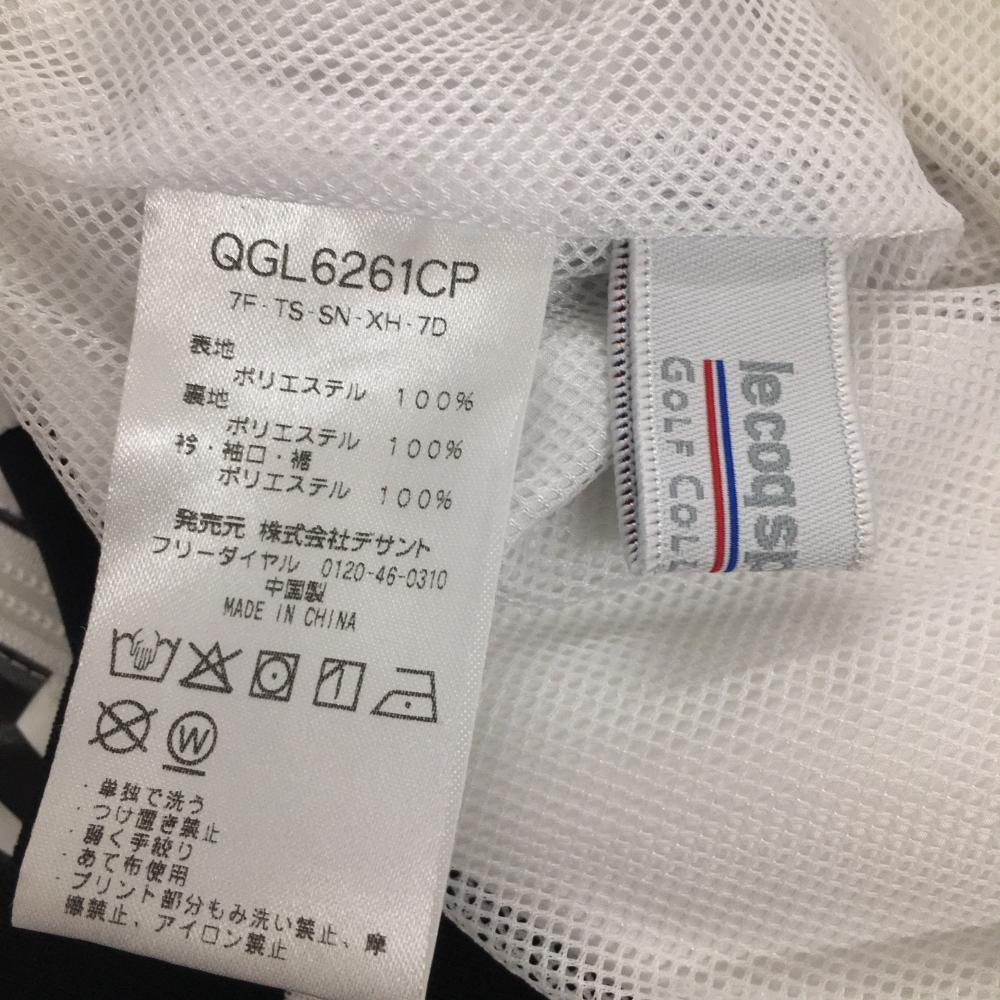 QGL6261CP
7F-TS-SN-XH-7D
表地
ポリエステル 100%
裏地
ポリエステル 100%
衿・袖口・裾
ポリエステル 100%
発売元 株式会社デサント
フリーダイヤル 0120-46-0310
中国製
MADE IN CHINA
W
・単独で洗う
・つけ置き禁止
・弱く手絞り
・あて布使用
・プリント部分もみ洗い禁止、摩
擦禁止、アイロン禁止
lecoq sp
GOLF COL